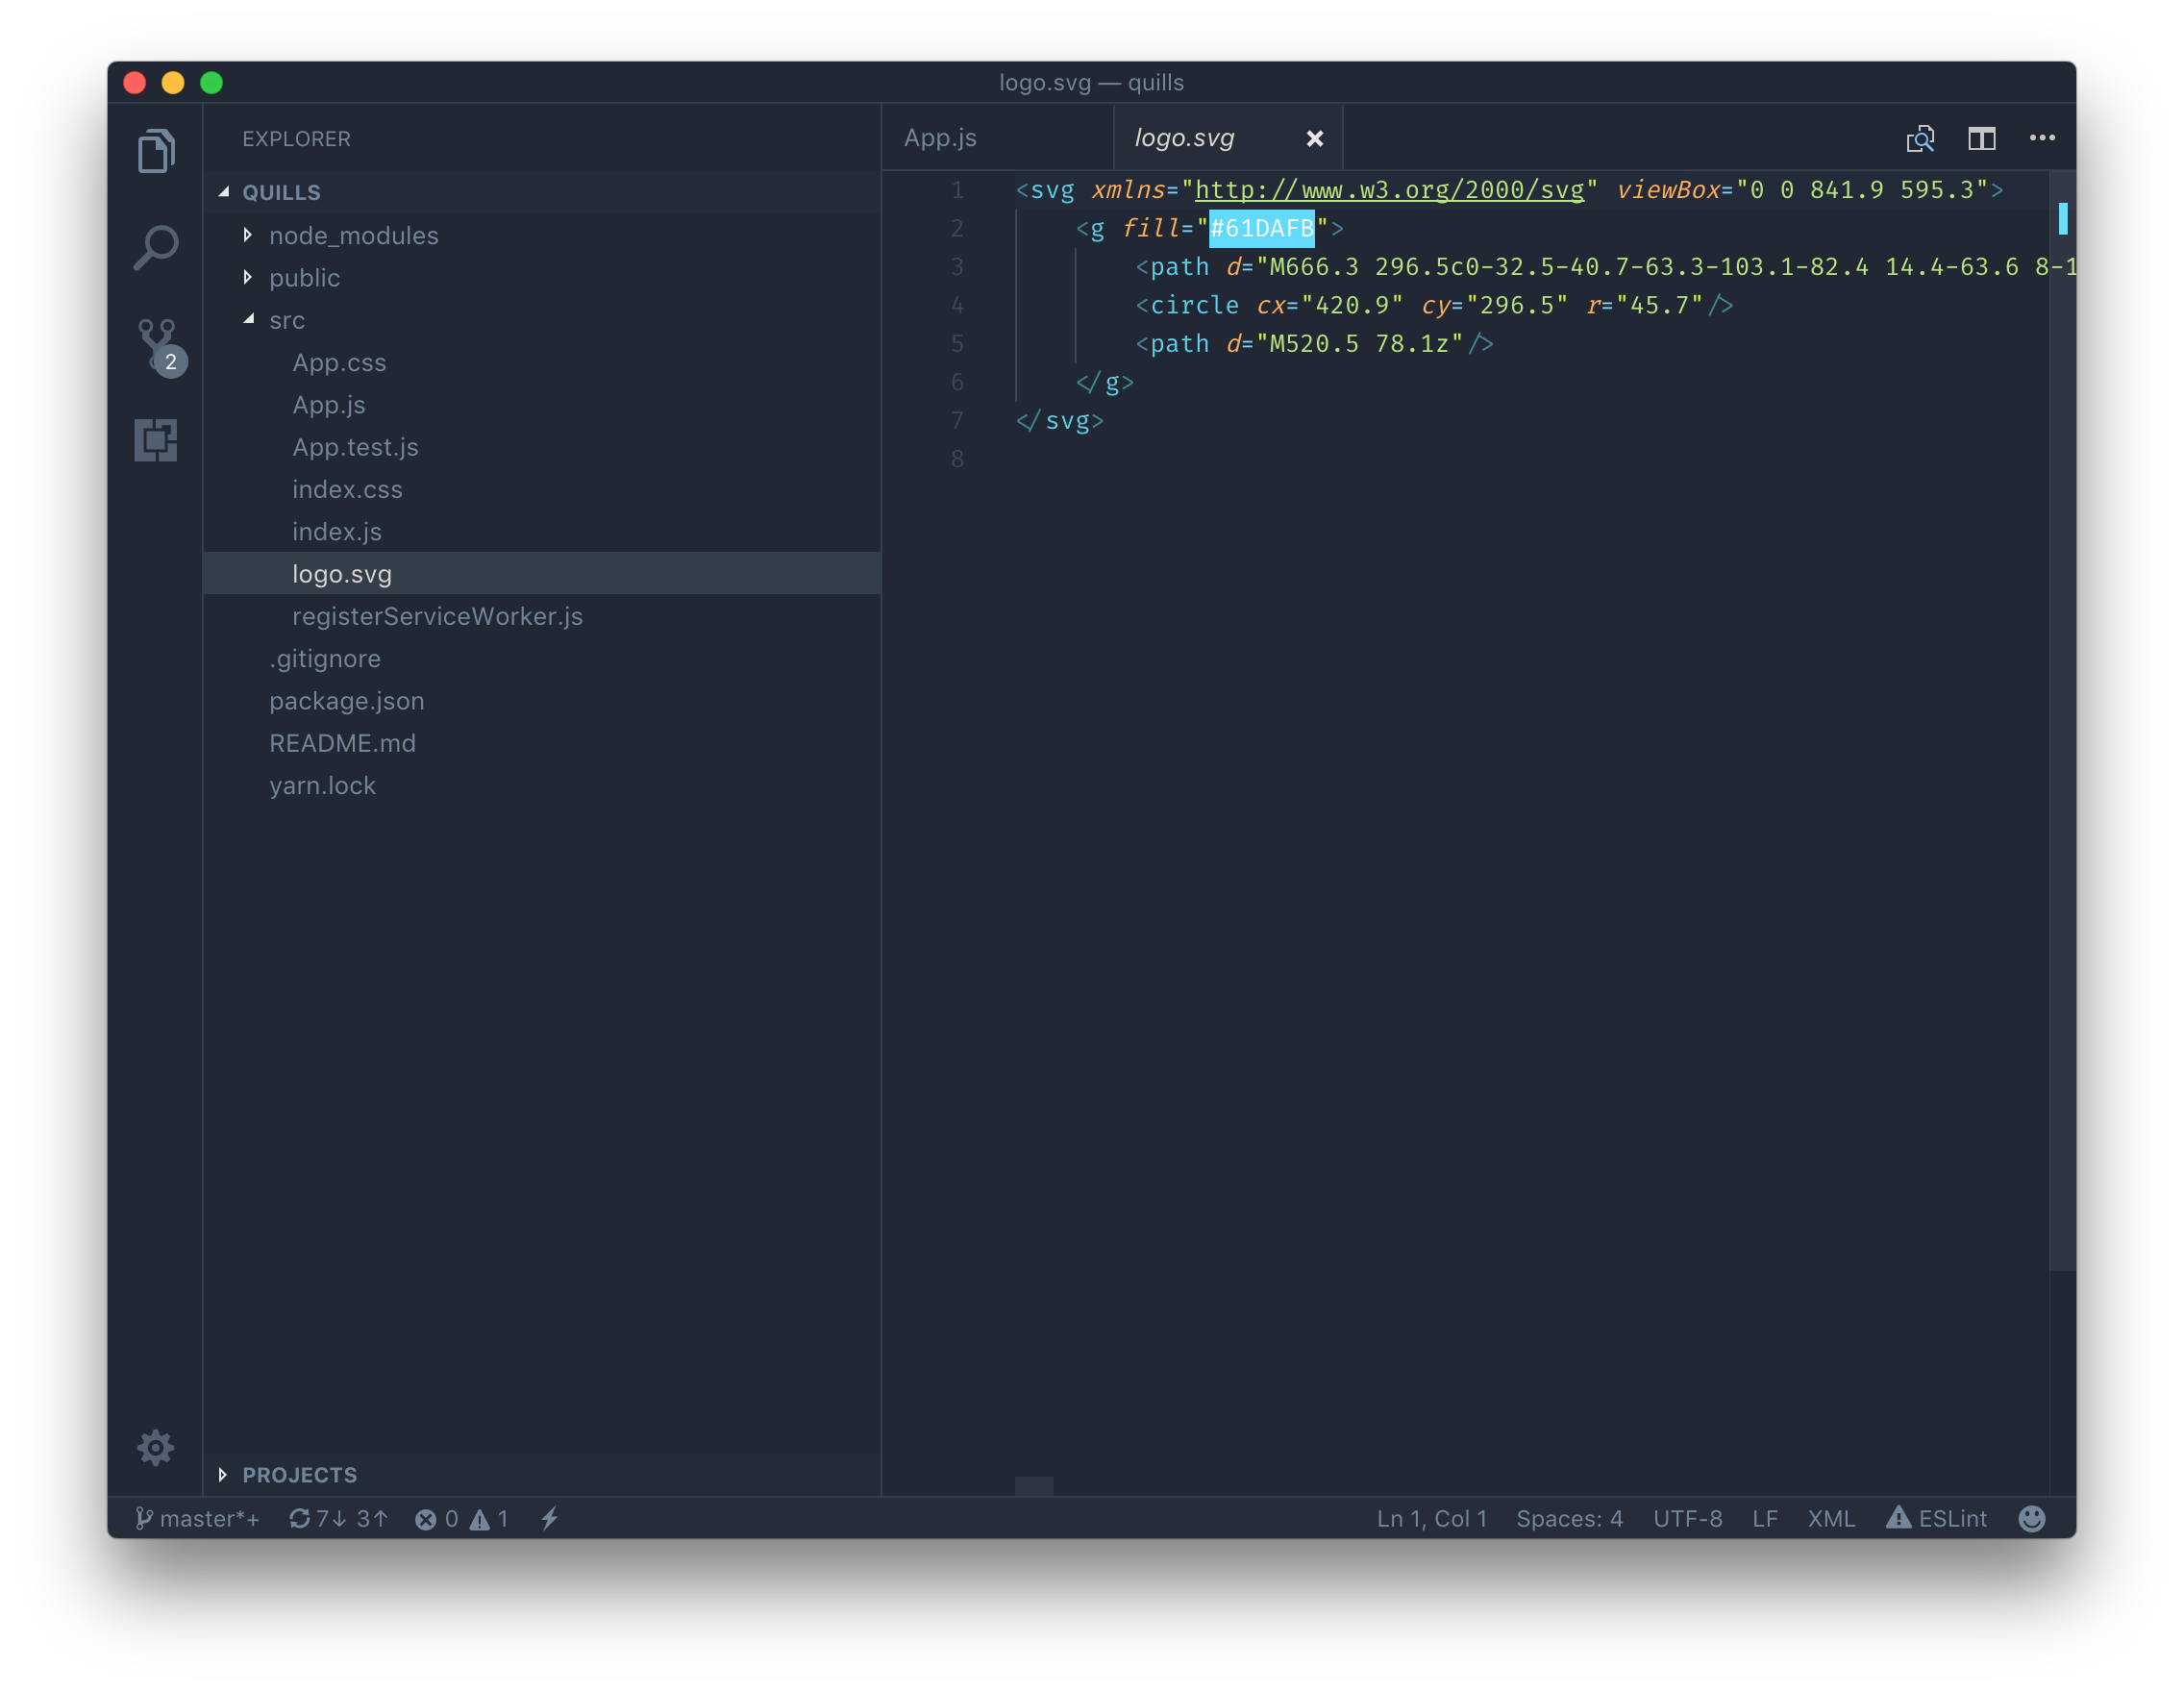 logo.svg — quills
EXPLORER
QUILLS
node_modules
public
src
App.css
App.js
App.test.js
index.css
index.js
logo.svg
registerServiceWorker.js
.gitignore
package.json
README.md
yarn.lock
PROJECTS
2
App.js
logo.svg
1 <svg xmlns="http://www.w3.org/2000/svg" viewBox="0 0 841.9 595.3">
2 <g fill="#61DAFB">
3 <path d="M666.3 296.5c0-32.5-40.7-63.3-103.1-82.4 14.4-63.6 8-1
4 <circle cx="420.9" cy="296.5" r="45.7"/>
5 <path d="M520.5 78.1z"/>
6 </g>
7 </svg>
8
master*+ 7↓ 3↑ 0 1 Ln 1, Col 1 Spaces: 4 UTF-8 LF XML ESLint